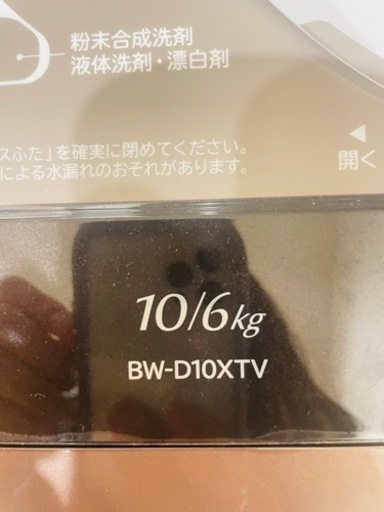 粉末合成洗剤
液体洗剤・漂白剤
スふた」を確実に閉めてください。
による水漏れのおそれがあります。
◀
開く
10/6kg
BW-D10XTV